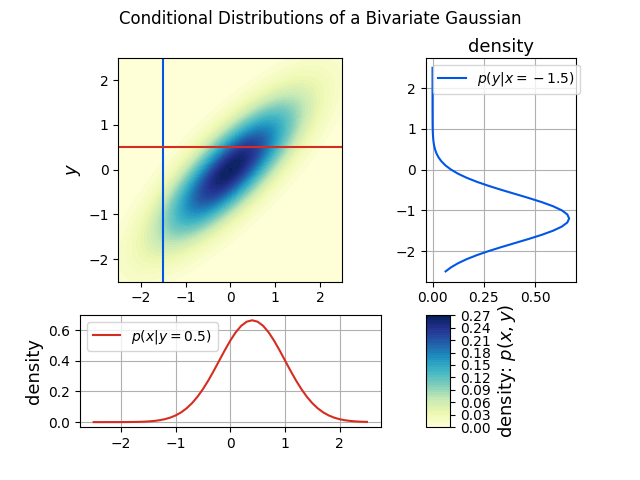 Conditional Distributions of a Bivariate Gaussian
density
2
1
0
−1
−2
y
−2 −1 0 1 2
p(y|x = −1.5)
2
1
0
−1
−2
0.00 0.25 0.50
p(x|y = 0.5)
0.6
0.4
0.2
0.0
density
−2 −1 0 1 2
0.27
0.24
0.21
0.18
0.15
0.12
0.09
0.06
0.03
0.00
density: p(x, y)